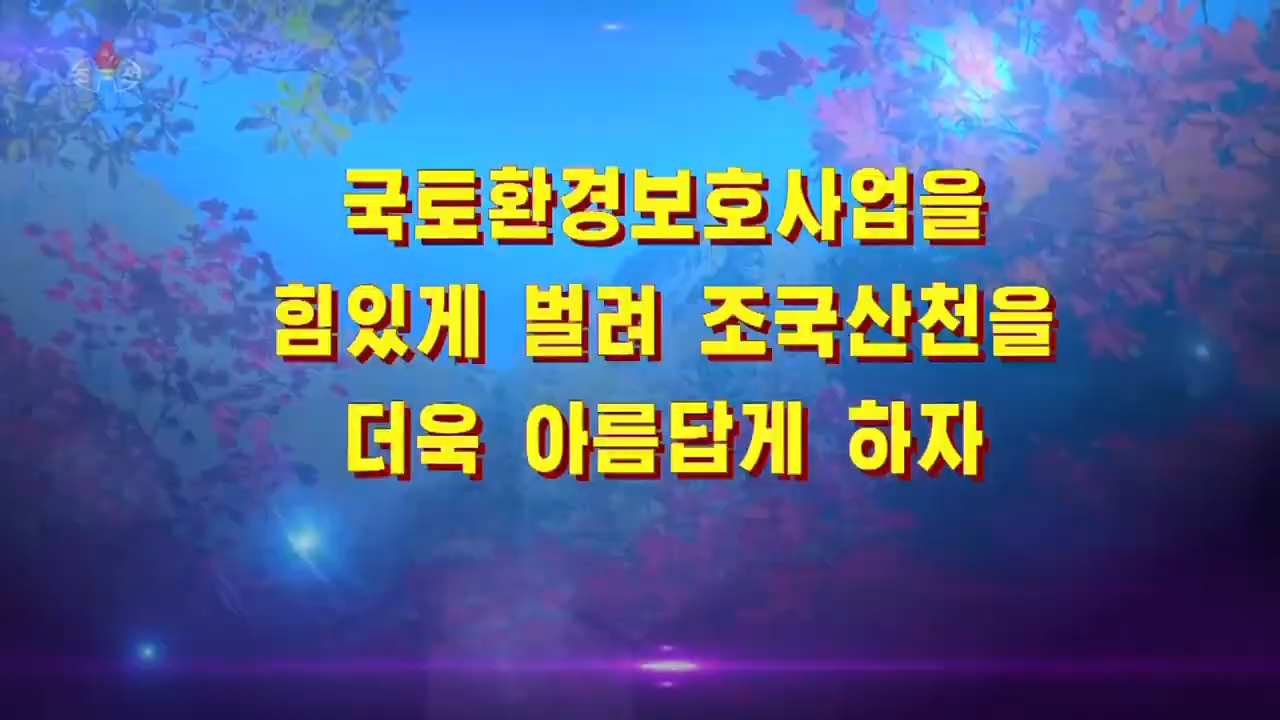 국토환경보호사업을
힘있게 벌려 조국산천을
더욱 아름답게 하자